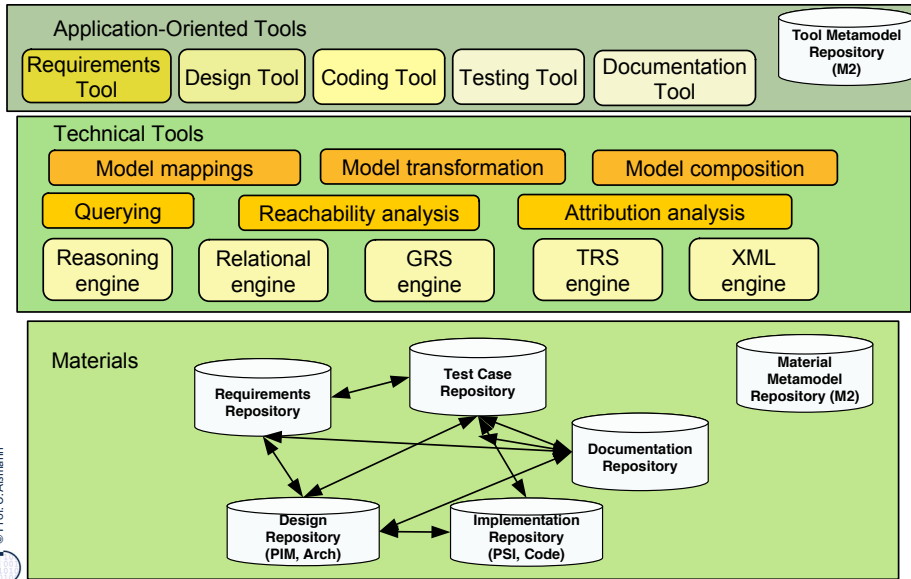 Application-Oriented Tools
Tool Metamodel
Repository
(M2)
Requirements
Tool
Design Tool
Coding Tool
Testing Tool
Documentation
Tool
Technical Tools
Model mappings
Model transformation
Model composition
Querying
Reachability analysis
Attribution analysis
Reasoning
engine
Relational
engine
GRS
engine
TRS
engine
XML
engine
Materials
Requirements
Repository
Test Case
Repository
Material
Metamodel
Repository (M2)
Documentation
Repository
Design
Repository
(PIM, Arch)
Implementation
Repository
(PSI, Code)